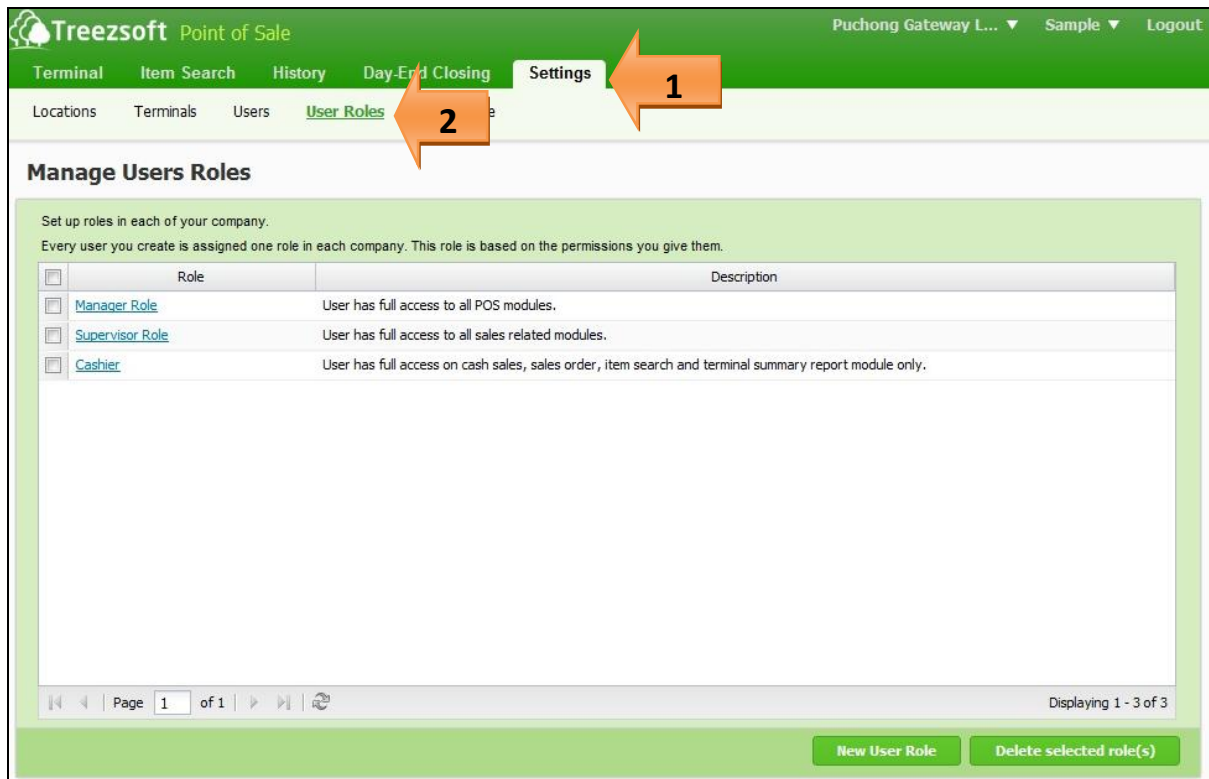 Treezsoft Point of Sale
Puchong Gateway L... Sample Logout
Terminal Item Search History Day-End Closing Settings
1
Locations Terminals Users User Roles
2
Manage Users Roles
Set up roles in each of your company.
Every user you create is assigned one role in each company. This role is based on the permissions you give them.
Role Description
Manager Role User has full access to all POS modules.
Supervisor Role User has full access to all sales related modules.
Cashier User has full access on cash sales, sales order, item search and terminal summary report module only.
Page 1 of 1 Displaying 1 - 3 of 3
New User Role Delete selected role(s)